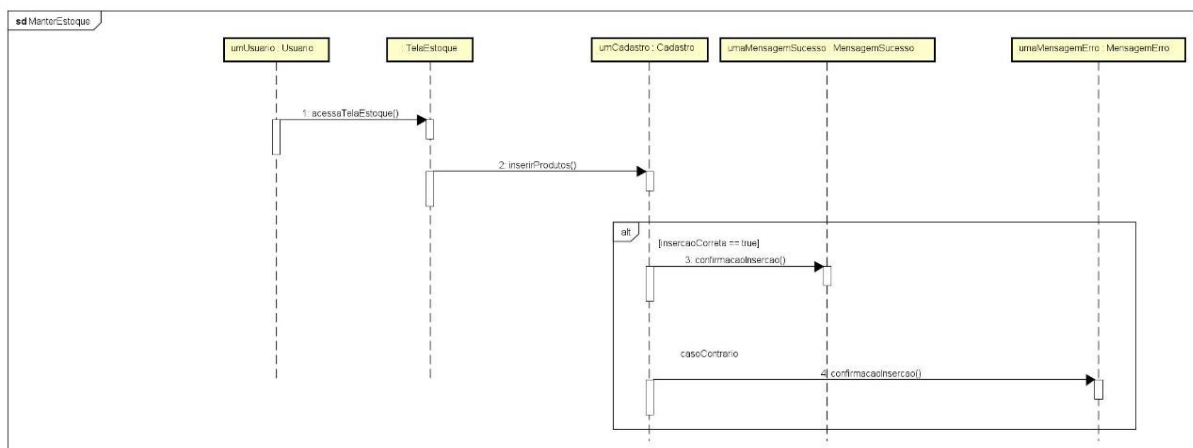 sd ManterEstoque
umUsuario : Usuario
: TelaEstoque
umCadastro : Cadastro
umaMensagemSucesso : MensagemSucesso
umaMensagemErro : MensagemErro
1: acessaTelaEstoque()
2: inserirProdutos()
alt
[insercaoCorreta == true]
3: confirmacaoInsercao()
casoContrario
4: confirmacaoInsercao()